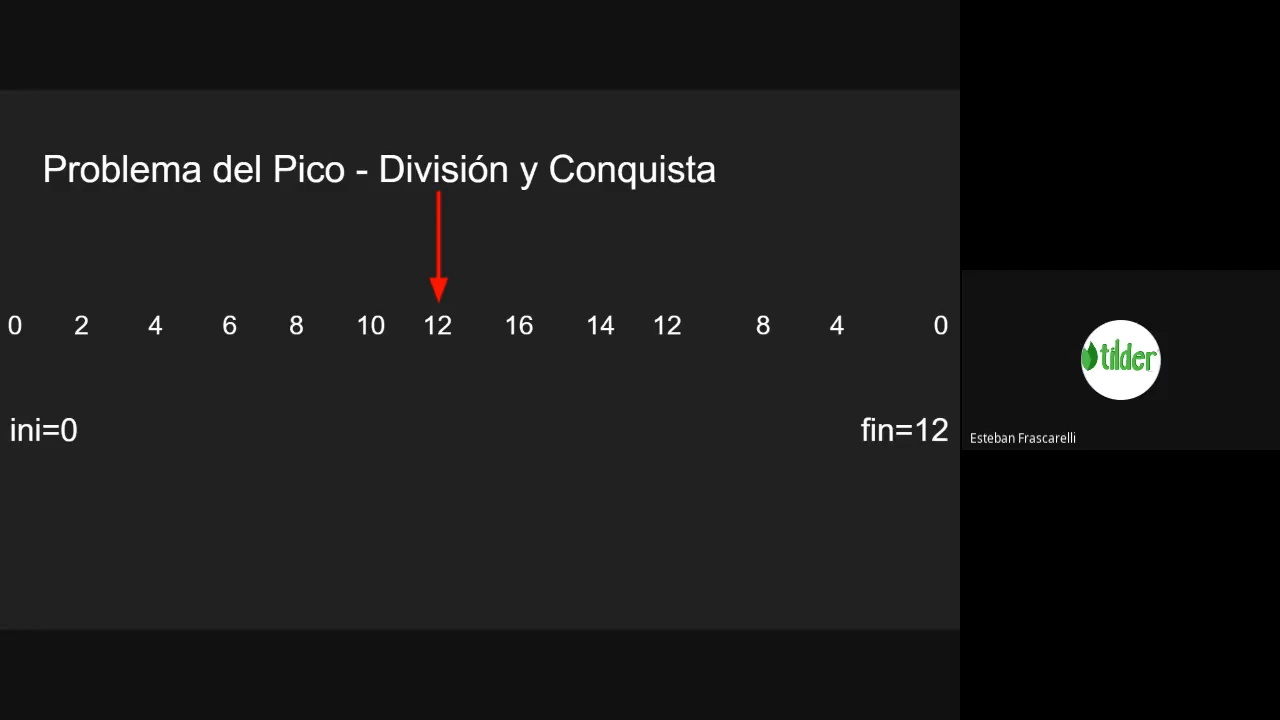 Problema del Pico - División y Conquista
0 2 4 6 8 10 12 16 14 12 8 4 0
ini=0 fin=12
tilder
Esteban Frascarelli